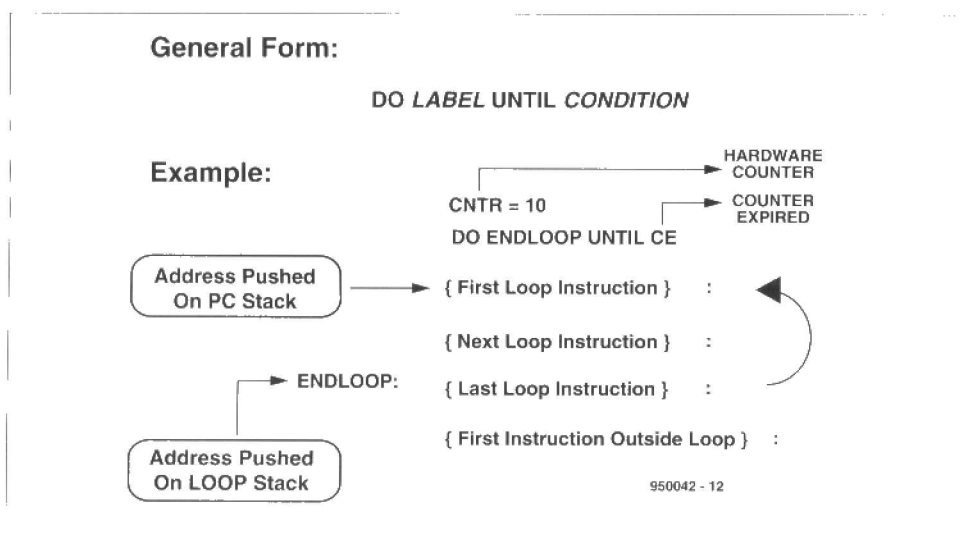 General Form:
DO LABEL UNTIL CONDITION
Example:
HARDWARE
COUNTER
CNTR = 10
COUNTER
EXPIRED
DO ENDLOOP UNTIL CE
Address Pushed
On PC Stack
{ First Loop Instruction } :
{ Next Loop Instruction } :
ENDLOOP:
{ Last Loop Instruction } :
{ First Instruction Outside Loop } :
Address Pushed
On LOOP Stack
950042 - 12